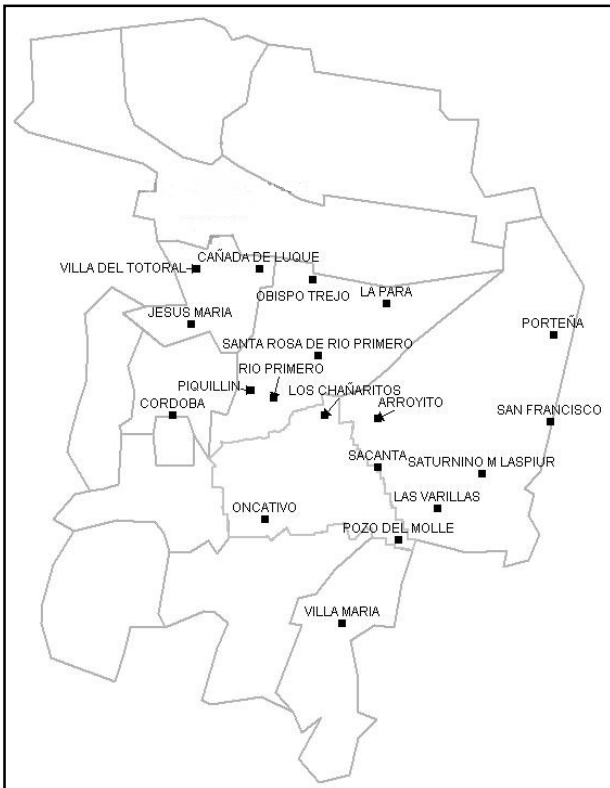 CAÑADA DE LUQUE
VILLA DEL TOTORAL
OBISPO TREJO
LA PARA
JESUS MARIA
PORTEÑA
SANTA ROSA DE RIO PRIMERO
RIO PRIMERO
PIQUILLIN
LOS CHAÑARITOS
CORDOBA
ARROYITO
SAN FRANCISCO
SACANTA
SATURNINO M LASPIUR
LAS VARILLAS
ONCATIVO
POZO DEL MOLLE
VILLA MARIA